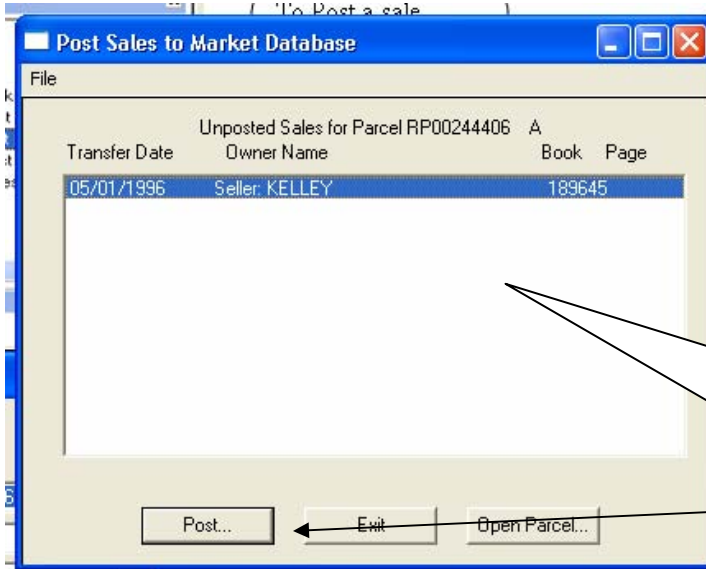 ( To Post a sale )
Post Sales to Market Database
File
Unposted Sales for Parcel RP00244406 A
Transfer Date Owner Name Book Page
05/01/1996 Seller: KELLEY 189645
Post... Exit Open Parcel...